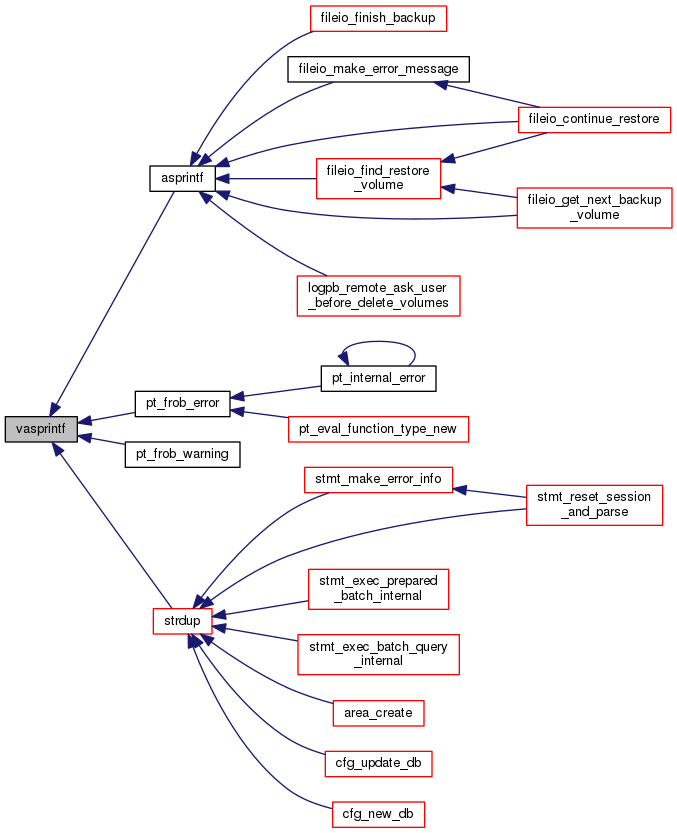 fileio_finish_backup
fileio_make_error_message
fileio_continue_restore
asprintf
fileio_find_restore
_volume
fileio_get_next_backup
_volume
logpb_remote_ask_user
_before_delete_volumes
pt_internal_error
pt_frob_error
vasprintf
pt_eval_function_type_new
pt_frob_warning
stmt_make_error_info
stmt_reset_session
_and_parse
stmt_exec_prepared
_batch_internal
strdup
stmt_exec_batch_query
_internal
area_create
cfg_update_db
cfg_new_db